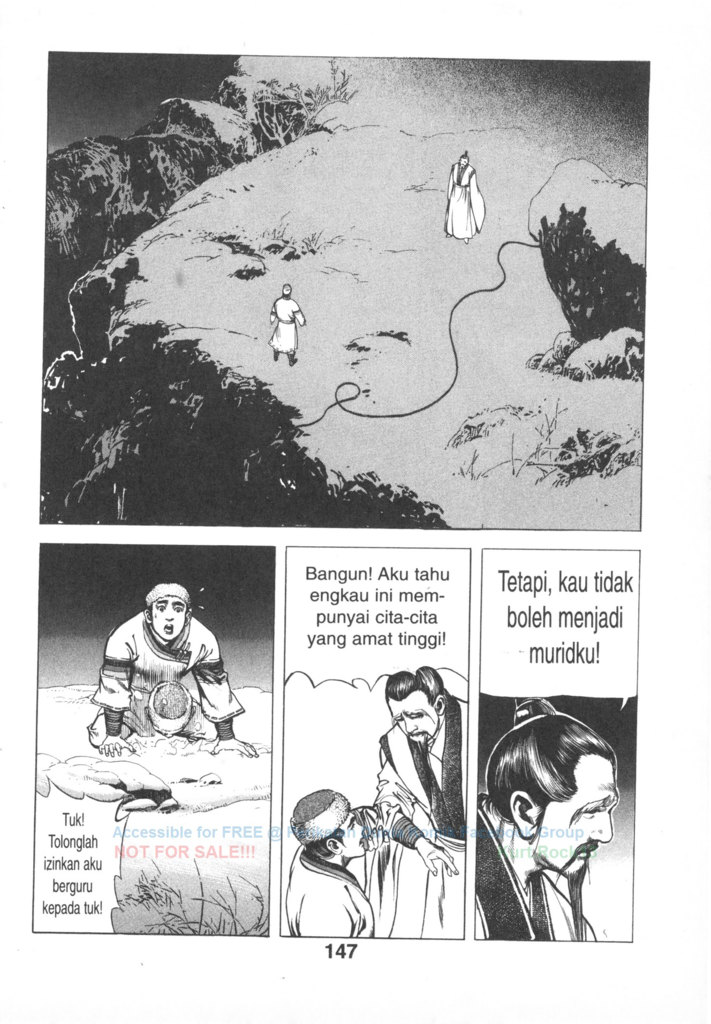 Tuk!
Tolonglah
izinkan aku
berguru
kepada tuk!
Bangun! Aku tahu
engkau ini mem-
punyai cita-cita
yang amat tinggi!
Tetapi, kau tidak
boleh menjadi
muridku!
Accessible for FREE @ Group
NOT FOR SALE!!!
147